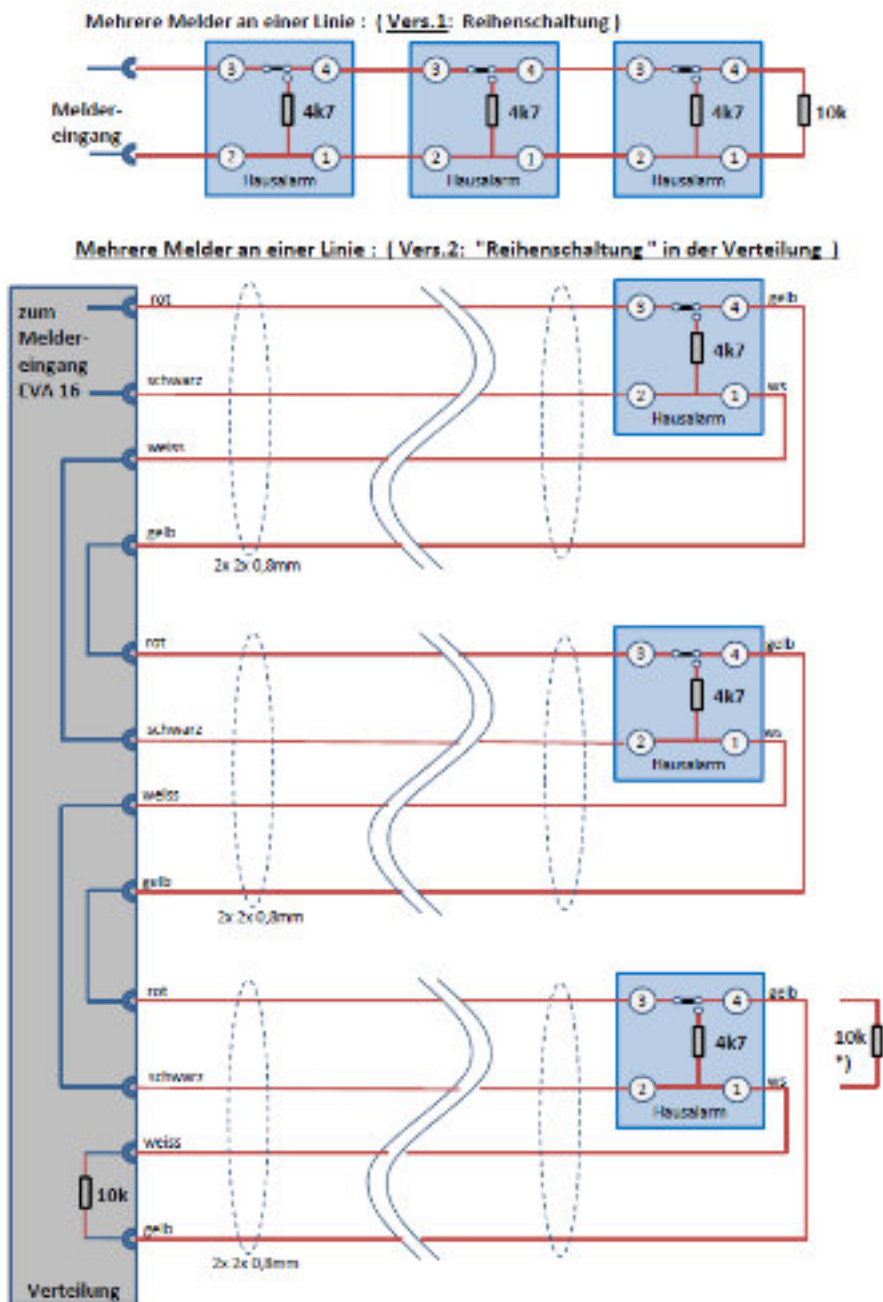 Mehrere Melder an einer Linie : ( Vers.1: Reihenschaltung )
3 4 3 4 3 4
4k7 4k7 4k7 10k
Melder-
eingang
2 1 2 1 2 1
Hausalarm Hausalarm Hausalarm
Mehrere Melder an einer Linie : ( Vers.2: "Reihenschaltung" in der Verteilung )
zum
Melder-
eingang
EVA 16
rot 3 4 gelb
4k7
schwarz 2 1 ws
Hausalarm
weiss
gelb
2x 2x 0,8mm
rot 3 4 gelb
4k7
schwarz 2 1 ws
Hausalarm
weiss
gelb
2x 2x 0,8mm
rot 3 4 gelb
4k7 10k
*)
schwarz 2 1 ws
Hausalarm
weiss
10k
gelb
2x 2x 0,8mm
Verteilung